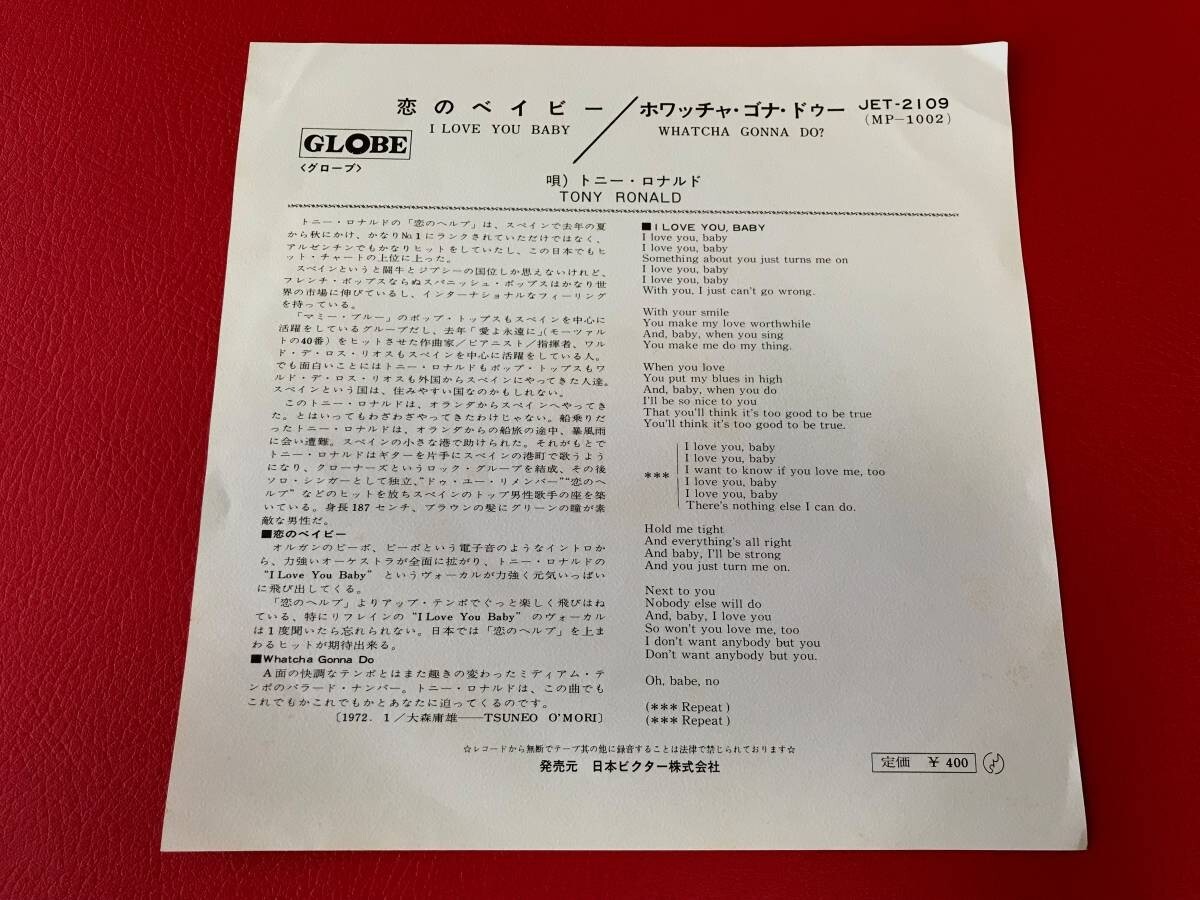 恋のベイビー／ホワッチャ・ゴナ・ドゥー JET-2109
I LOVE YOU BABY WHATCHA GONNA DO? (MP-1002)
GLOBE
〈グローブ〉
唄) トニー・ロナルド
TONY RONALD
トニー・ロナルドの「恋のヘルプ」は、スペインで去年の夏
から秋にかけ、かなりNo.1にランクされていただけではなく、
アルゼンチンでもかなりヒットをしていたし、この日本でもヒ
ット・チャートの上位に上った。
スペインというと闘牛とジプシーの国位しか思えないけれど、
フレンチ・ポップスならぬスパニッシュ・ポップスはかなり世
界の市場に伸びているし、インターナショナルなフィーリング
を持っている。
「マミー・ブルー」のポップ・トップスもスペインを中心に
活躍をしているグループだし、去年「愛よ永遠に」(モーツァル
トの40番)をヒットさせた作曲家／ピアニスト／指揮者、ワル
ド・デ・ロス・リオスもスペインを中心に活躍をしている人。
でも面白いことにはトニー・ロナルドもポップ・トップスもワ
ルド・デ・ロス・リオスも外国からスペインにやってきた人達。
スペインという国は、住みやすい国なのかもしれない。
このトニー・ロナルドは、オランダからスペインへやってき
た。とはいってもわざわざやってきたわけじゃない。船乗りだ
ったトニー・ロナルドは、オランダからの船旅の途中、暴風雨
に会い遭難。スペインの小さな港で助けられた。それがもとで
トニー・ロナルドはギターを片手にスペインの港町で歌うよう
になり、クローナーズというロック・グループを結成、その後
ソロ・シンガーとして独立、"ドゥ・ユー・リメンバー""恋のヘ
ルプ"などのヒットを放ちスペインのトップ男性歌手の座を築
いている。身長187センチ、ブラウンの髪にグリーンの瞳が素
敵な男性だ。
■恋のベイビー
オルガンのピーポ、ピーポという電子音のようなイントロか
ら、力強いオーケストラが全面に拡がり、トニー・ロナルドの
"I Love You Baby" というヴォーカルが力強く元気いっぱい
に飛び出してくる。
「恋のヘルプ」よりアップ・テンポでぐっと楽しく飛びはね
ている、特にリフレインの "I Love You Baby" のヴォーカル
は1度聞いたら忘れられない。日本では「恋のヘルプ」を上ま
わるヒットが期待出来る。
■Whatcha Gonna Do
A面の快調なテンポとはまた趣きの変わったミディアム・テ
ンポのバラード・ナンバー。トニー・ロナルドは、この曲でも
これでもかこれでもかとあなたに迫ってくるのです。
〔1972. 1／大森庸雄——TSUNEO O'MORI〕
■I LOVE YOU, BABY
I love you, baby
I love you, baby
Something about you just turns me on
I love you, baby
I love you, baby
With you, I just can't go wrong.
With your smile
You make my love worthwhile
And, baby, when you sing
You make me do my thing.
When you love
You put my blues in high
And, baby, when you do
I'll be so nice to you
That you'll think it's too good to be true
You'll think it's too good to be true.
I love you, baby
I love you, baby
*** I want to know if you love me, too
I love you, baby
I love you, baby
There's nothing else I can do.
Hold me tight
And everything's all right
And baby, I'll be strong
And you just turn me on.
Next to you
Nobody else will do
And, baby, I love you
So won't you love me, too
I don't want anybody but you
Don't want anybody but you.
Oh, babe, no
(*** Repeat)
(*** Repeat)
☆レコードから無断でテープ其の他に録音することは法律で禁じられております☆
発売元 日本ビクター株式会社
定価 ￥400